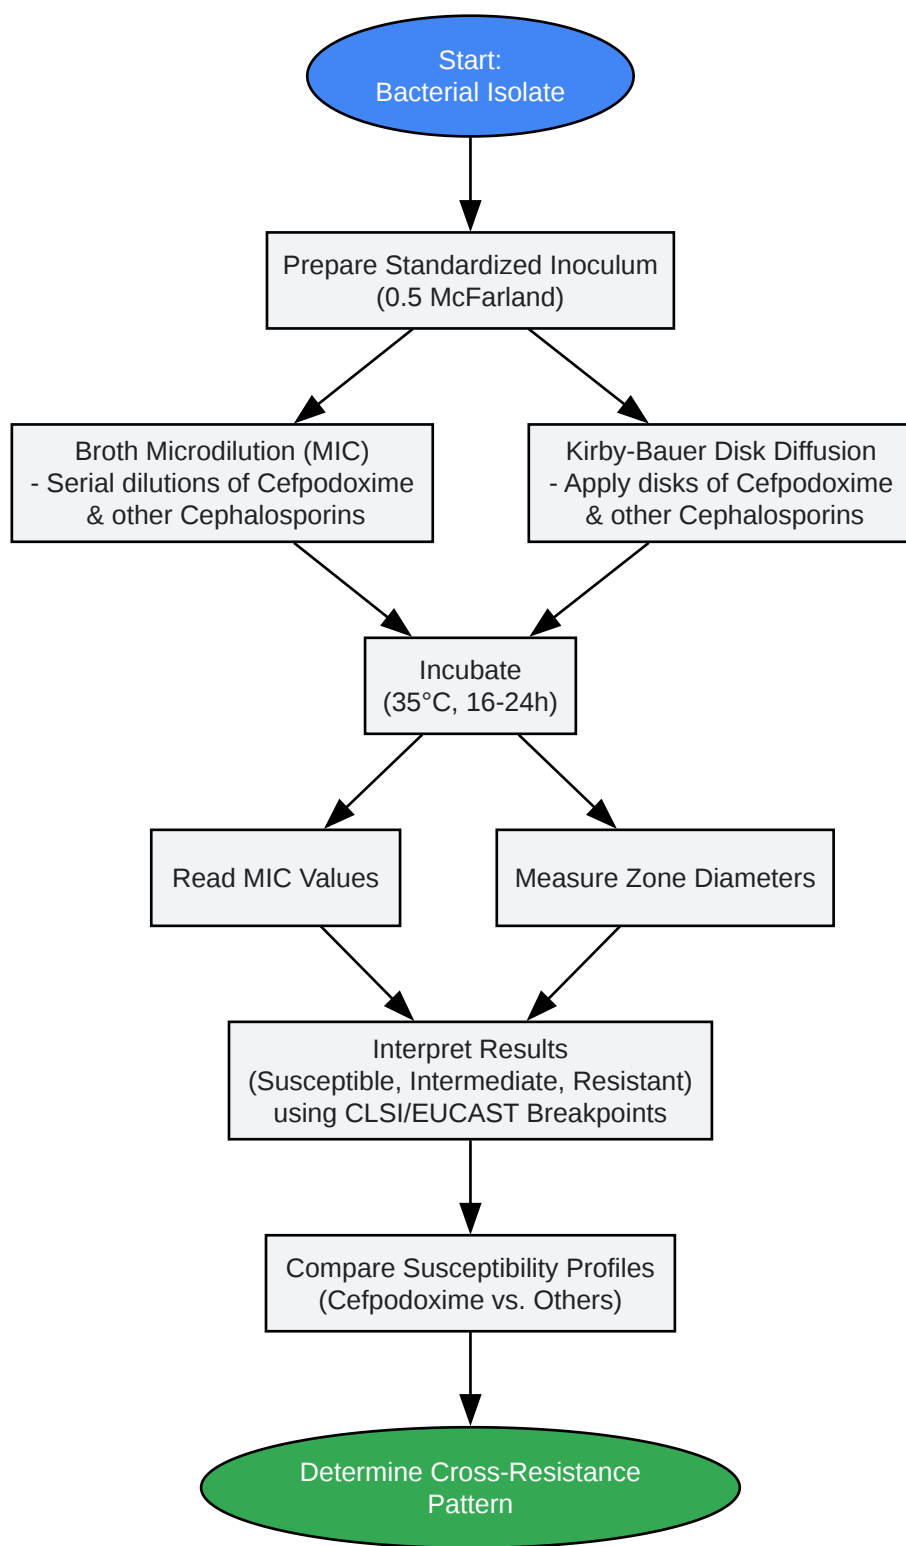 Start:
Bacterial Isolate
Prepare Standardized Inoculum
(0.5 McFarland)
Broth Microdilution (MIC)
- Serial dilutions of Cefpodoxime
& other Cephalosporins
Kirby-Bauer Disk Diffusion
- Apply disks of Cefpodoxime
& other Cephalosporins
Incubate
(35°C, 16-24h)
Read MIC Values
Measure Zone Diameters
Interpret Results
(Susceptible, Intermediate, Resistant)
using CLSI/EUCAST Breakpoints
Compare Susceptibility Profiles
(Cefpodoxime vs. Others)
Determine Cross-Resistance
Pattern